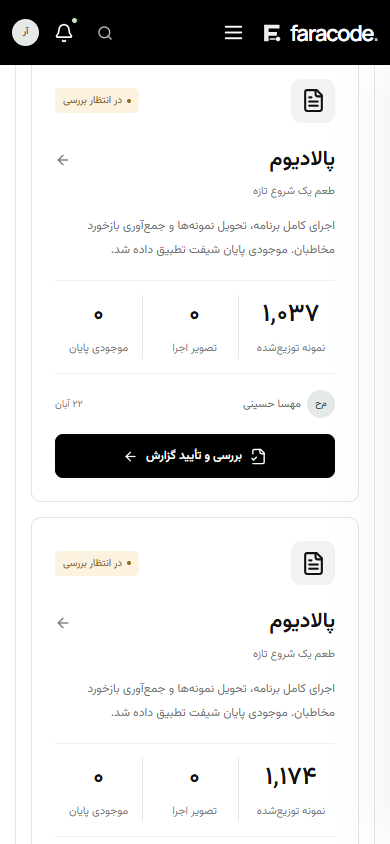 faracode.
آر
در انتظار بررسی
پالادیوم
طعم یک شروع تازه
اجرای کامل برنامه، تحویل نمونه‌ها و جمع‌آوری بازخورد
مخاطبان. موجودی پایان شیفت تطبیق داده شد.
۱,۰۳۷ ۰ ۰
نمونه توزیع‌شده تصویر اجرا موجودی پایان
م‌ح مهسا حسینی ۲۲ آبان
بررسی و تأیید گزارش
در انتظار بررسی
پالادیوم
طعم یک شروع تازه
اجرای کامل برنامه، تحویل نمونه‌ها و جمع‌آوری بازخورد
مخاطبان. موجودی پایان شیفت تطبیق داده شد.
۱,۱۷۴ ۰ ۰
نمونه توزیع‌شده تصویر اجرا موجودی پایان